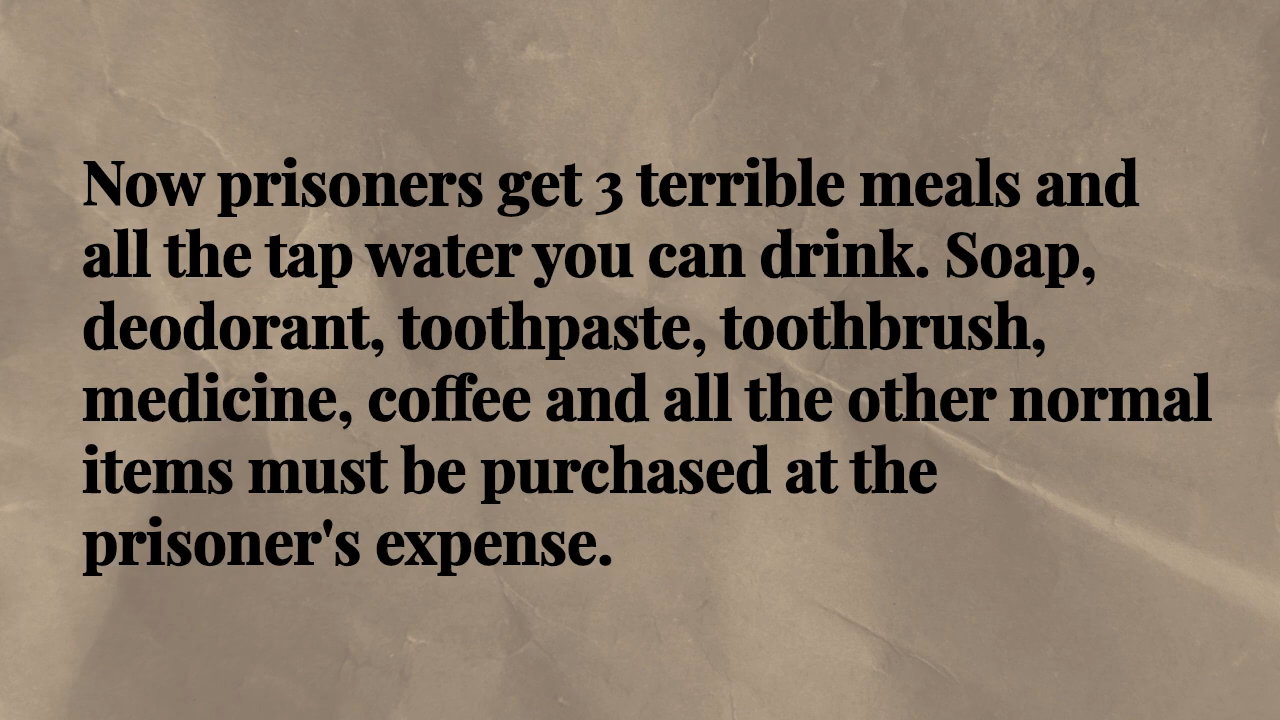 Now prisoners get 3 terrible meals and
all the tap water you can drink. Soap,
deodorant, toothpaste, toothbrush,
medicine, coffee and all the other normal
items must be purchased at the
prisoner's expense.